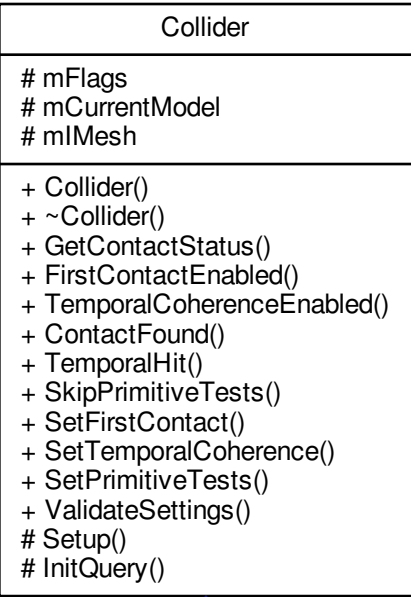 Collider
# mFlags
# mCurrentModel
# mIMesh
+ Collider()
+ ~Collider()
+ GetContactStatus()
+ FirstContactEnabled()
+ TemporalCoherenceEnabled()
+ ContactFound()
+ TemporalHit()
+ SkipPrimitiveTests()
+ SetFirstContact()
+ SetTemporalCoherence()
+ SetPrimitiveTests()
+ ValidateSettings()
# Setup()
# InitQuery()